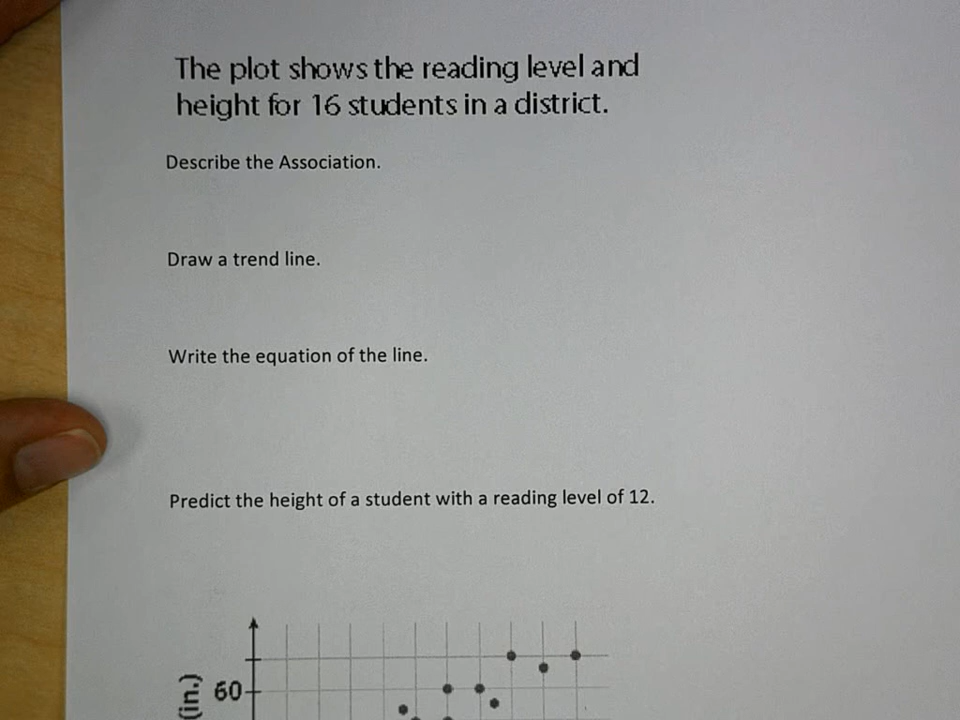 The plot shows the reading level and
height for 16 students in a district.
Describe the Association.
Draw a trend line.
Write the equation of the line.
Predict the height of a student with a reading level of 12.
60
(in.)